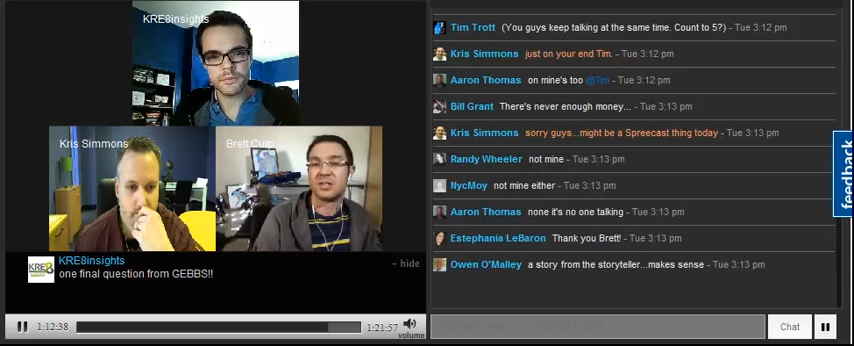 KRE8insights
Kris Simmons
Brett Culp
KRE8
KRE8insights
one final question from GEBBS!!
– hide
1:12:38
1:21:57
volume
Tim Trott (You guys keep talking at the same time. Count to 5?) - Tue 3:12 pm
Kris Simmons just on your end Tim. - Tue 3:12 pm
Aaron Thomas on mine's too @Tim - Tue 3:12 pm
Bill Grant There's never enough money... - Tue 3:13 pm
Kris Simmons sorry guys...might be a Spreecast thing today - Tue 3:13 pm
Randy Wheeler not mine - Tue 3:13 pm
NycMoy not mine either - Tue 3:13 pm
Aaron Thomas none it's no one talking - Tue 3:13 pm
Estephania LeBaron Thank you Brett! - Tue 3:13 pm
Owen O'Malley a story from the storyteller...makes sense - Tue 3:13 pm
Chat
feedback